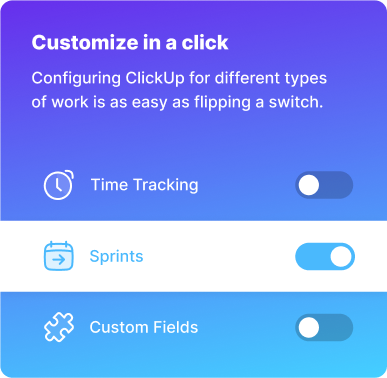 Customize in a click
Configuring ClickUp for different types
of work is as easy as flipping a switch.
Time Tracking
Sprints
Custom Fields